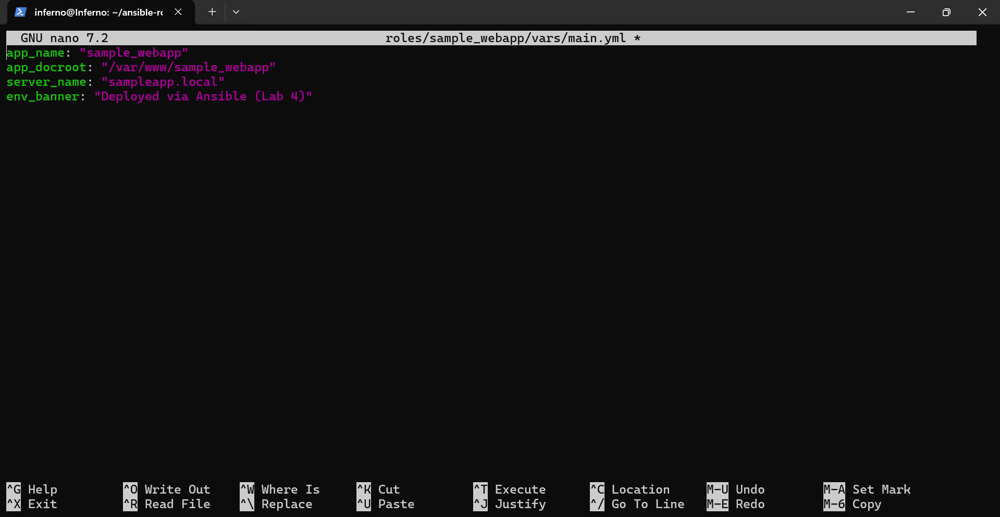 inferno@Inferno: ~/ansible-ro
GNU nano 7.2 roles/sample_webapp/vars/main.yml *
app_name: "sample_webapp"
app_docroot: "/var/www/sample_webapp"
server_name: "sampleapp.local"
env_banner: "Deployed via Ansible (Lab 4)"
^G Help ^O Write Out ^W Where Is ^K Cut ^T Execute ^C Location M-U Undo M-A Set Mark
^X Exit ^R Read File ^\ Replace ^U Paste ^J Justify ^/ Go To Line M-E Redo M-6 Copy